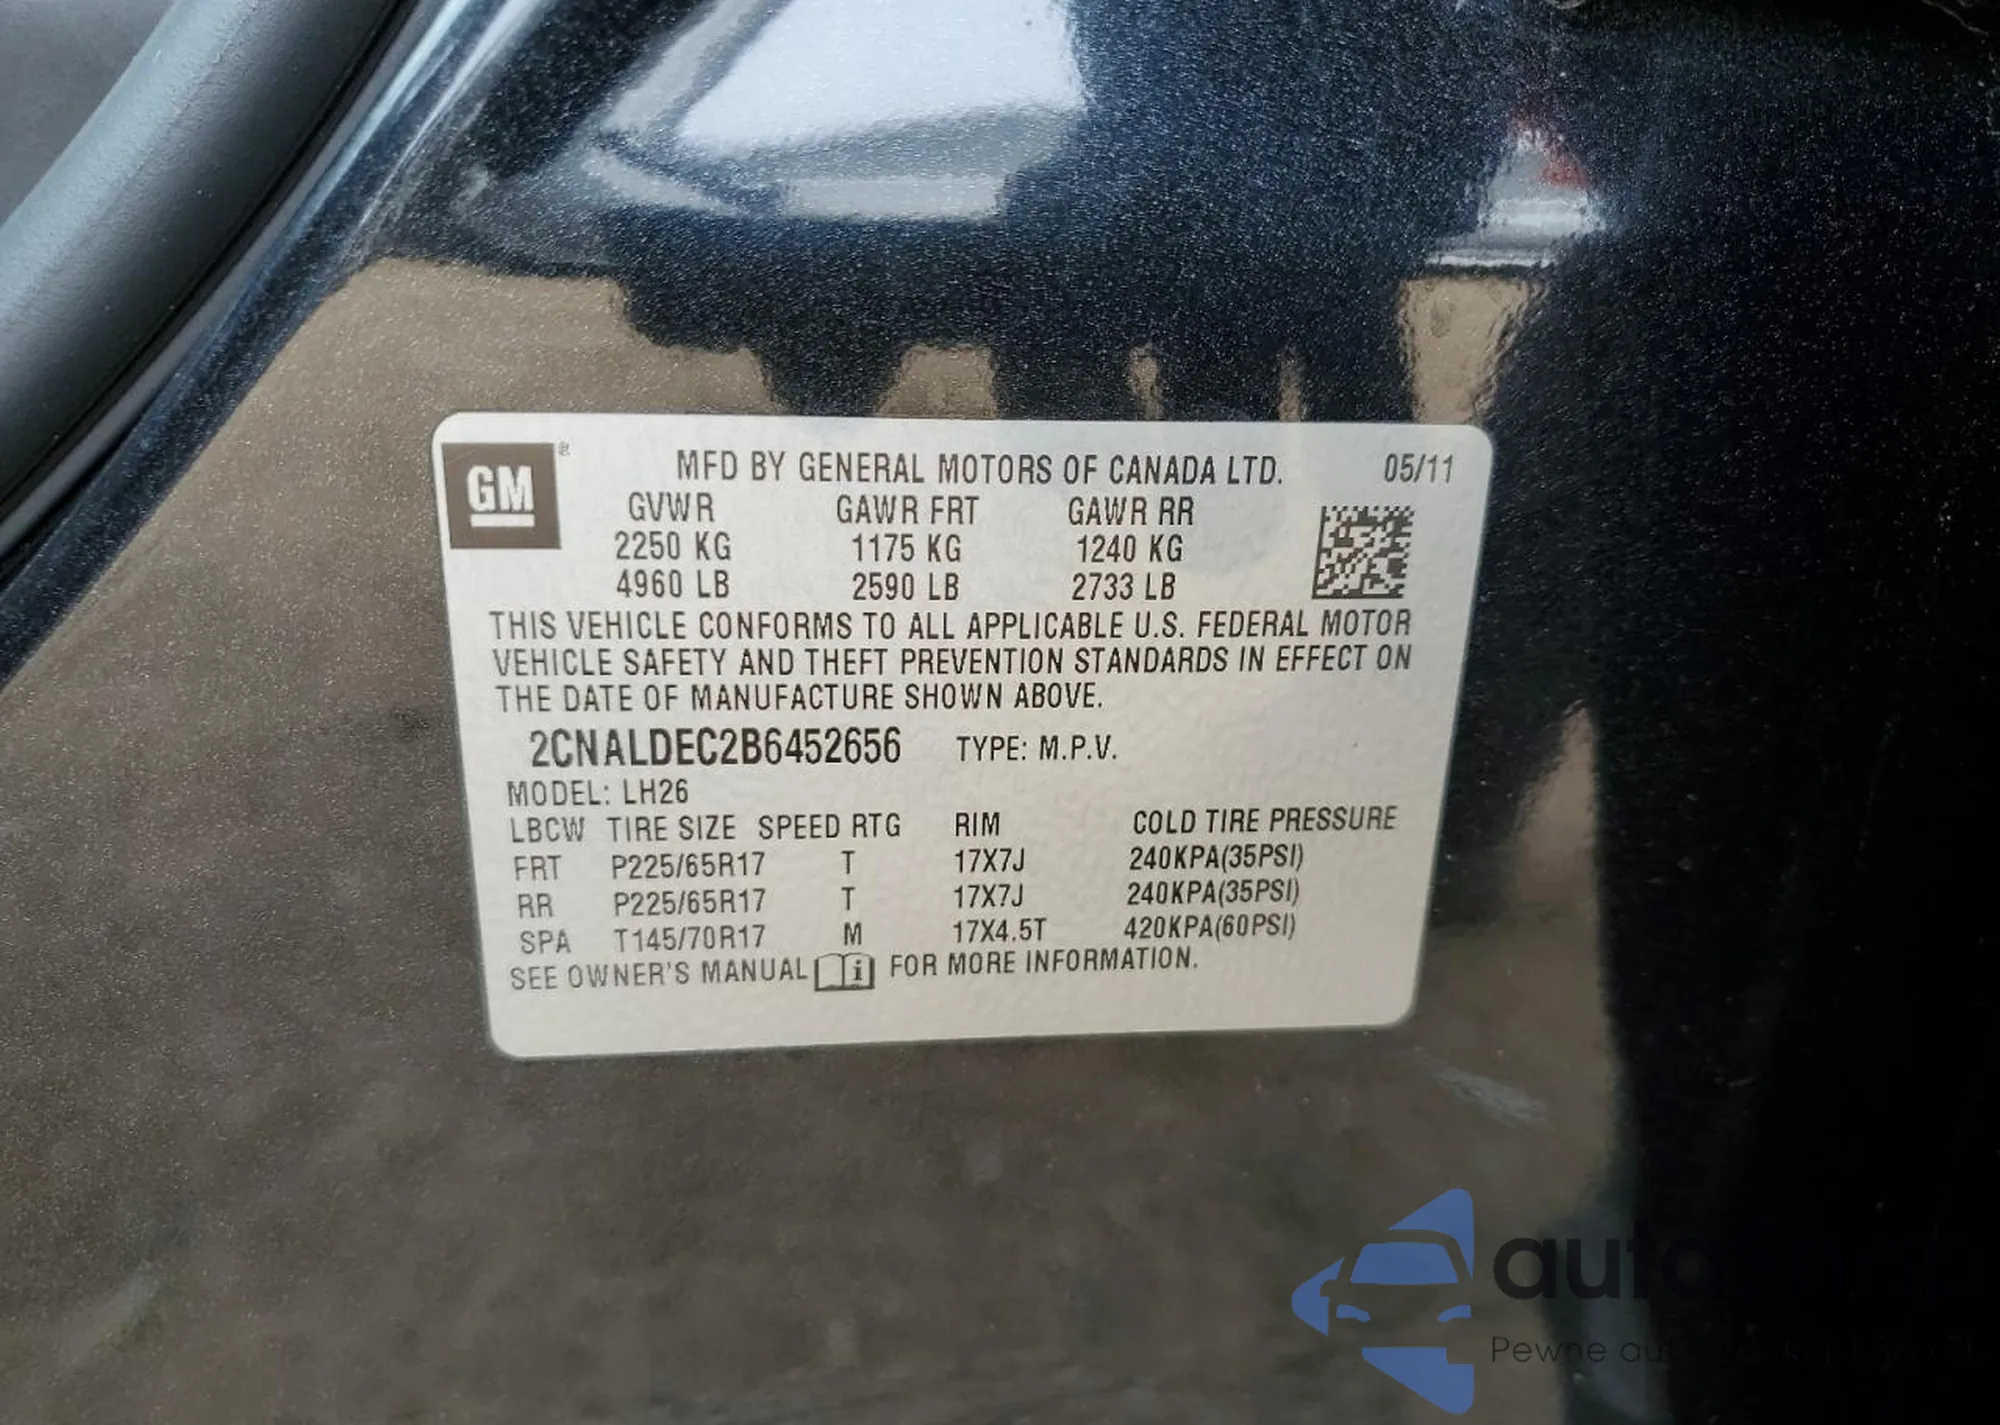 GM®
MFD BY GENERAL MOTORS OF CANADA LTD. 05/11
GVWR GAWR FRT GAWR RR
2250 KG 1175 KG 1240 KG
4960 LB 2590 LB 2733 LB
THIS VEHICLE CONFORMS TO ALL APPLICABLE U.S. FEDERAL MOTOR
VEHICLE SAFETY AND THEFT PREVENTION STANDARDS IN EFFECT ON
THE DATE OF MANUFACTURE SHOWN ABOVE.
2CNALDEC2B6452656 TYPE: M.P.V.
MODEL: LH26
LBCW TIRE SIZE SPEED RTG RIM COLD TIRE PRESSURE
FRT P225/65R17 T 17X7J 240KPA(35PSI)
RR P225/65R17 T 17X7J 240KPA(35PSI)
SPA T145/70R17 M 17X4.5T 420KPA(60PSI)
SEE OWNER'S MANUAL i FOR MORE INFORMATION.
Pewne